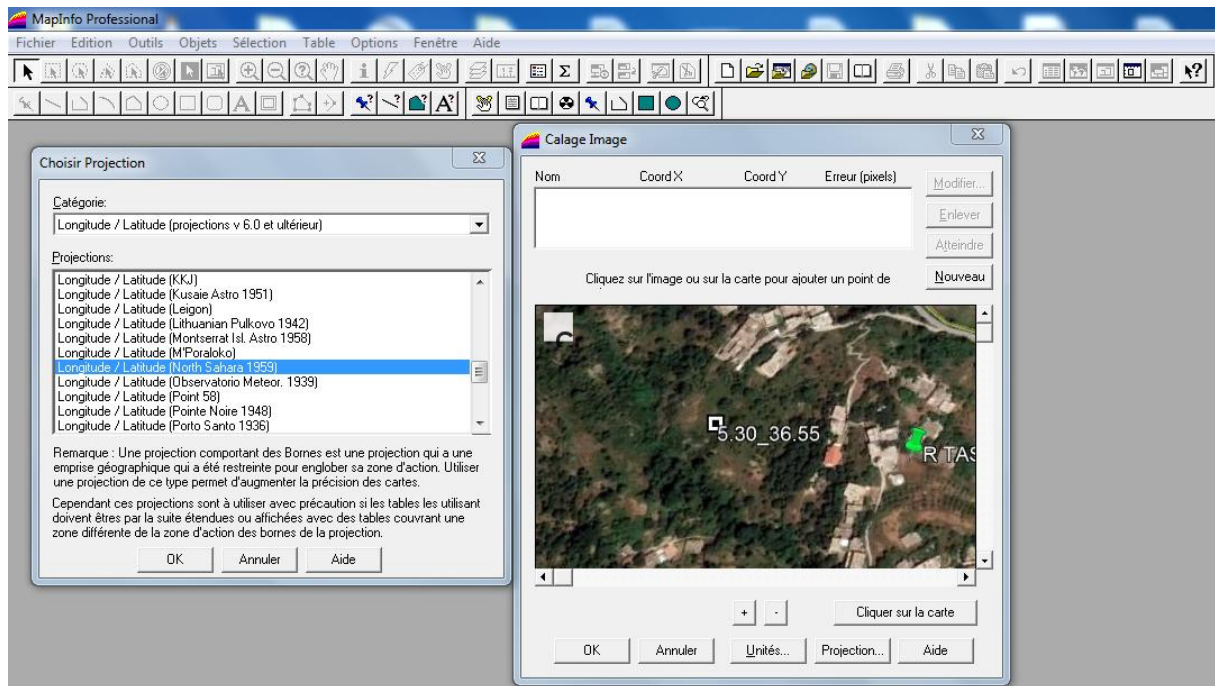 MapInfo Professional
Fichier Edition Outils Objets Sélection Table Options Fenêtre Aide
Choisir Projection
Catégorie:
Longitude / Latitude (projections v 6.0 et ultérieur)
Projections:
Longitude / Latitude (KKJ)
Longitude / Latitude (Kusaie Astro 1951)
Longitude / Latitude (Leigon)
Longitude / Latitude (Lithuanian Pulkovo 1942)
Longitude / Latitude (Montserrat Isl. Astro 1958)
Longitude / Latitude (M'Poraloko)
Longitude / Latitude (North Sahara 1959)
Longitude / Latitude (Observatorio Meteor. 1939)
Longitude / Latitude (Point 58)
Longitude / Latitude (Pointe Noire 1948)
Longitude / Latitude (Porto Santo 1936)
Remarque : Une projection comportant des Bornes est une projection qui a une
emprise géographique qui a été restreinte pour englober sa zone d'action. Utiliser
une projection de ce type permet d'augmenter la précision des cartes.
Cependant ces projections sont à utiliser avec précaution si les tables les utilisant
doivent êtres par la suite étendues ou affichées avec des tables couvrant une
zone différente de la zone d'action des bornes de la projection.
OK Annuler Aide
Calage Image
Nom Coord X Coord Y Erreur (pixels)
Modifier...
Enlever
Atteindre
Nouveau
Cliquez sur l'image ou sur la carte pour ajouter un point de
C
5.30_36.55
R TAS
+ -
Cliquer sur la carte
OK Annuler Unités... Projection... Aide